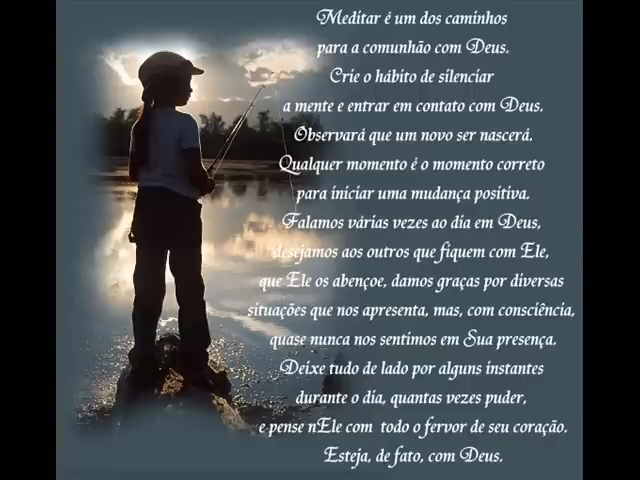 Meditar é um dos caminhos
para a comunhão com Deus.
Crie o hábito de silenciar
a mente e entrar em contato com Deus.
Observará que um novo ser nascerá.
Qualquer momento é o momento correto
para iniciar uma mudança positiva.
Falamos várias vezes ao dia em Deus,
desejamos aos outros que fiquem com Ele,
que Ele os abençoe, damos graças por diversas
situações que nos apresenta, mas, com consciência,
quase nunca nos sentimos em Sua presença.
Deixe tudo de lado por alguns instantes
durante o dia, quantas vezes puder,
e pense nEle com todo o fervor de seu coração.
Esteja, de fato, com Deus.